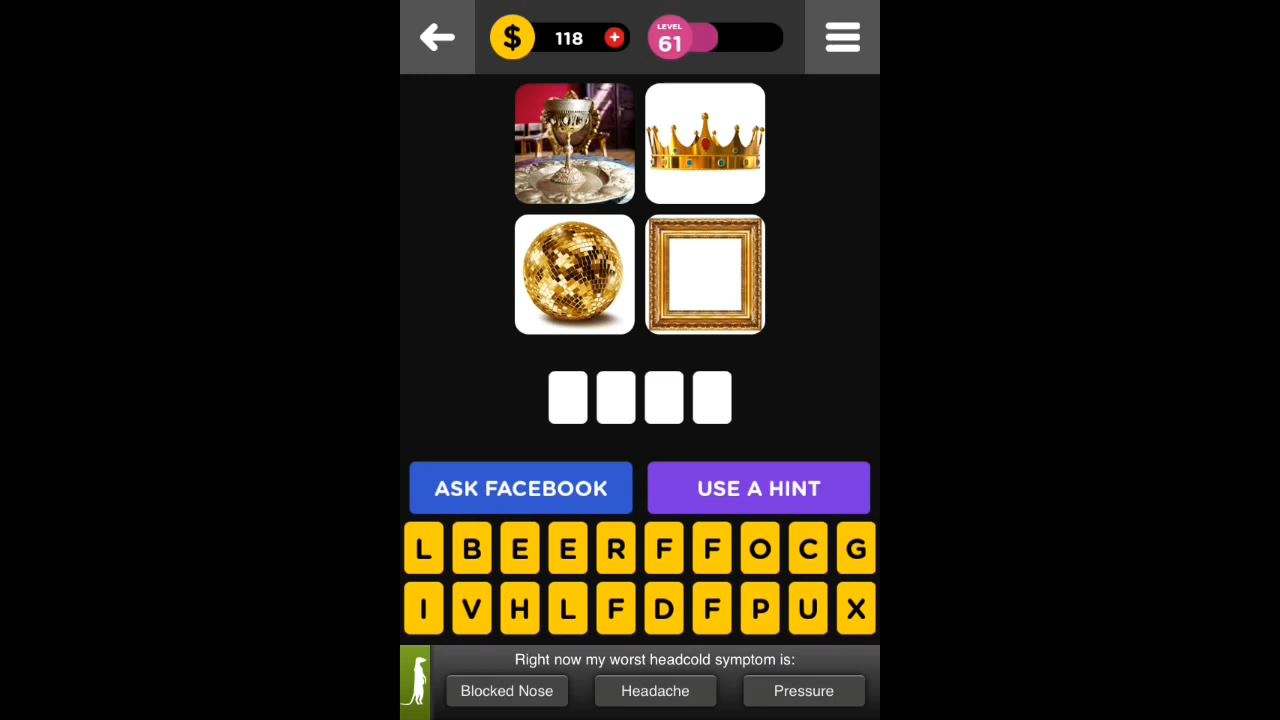 $ 118 +
LEVEL
61
ASK FACEBOOK
USE A HINT
L B E E R F F O C G
I V H L F D F P U X
Right now my worst headcold symptom is:
Blocked Nose
Headache
Pressure